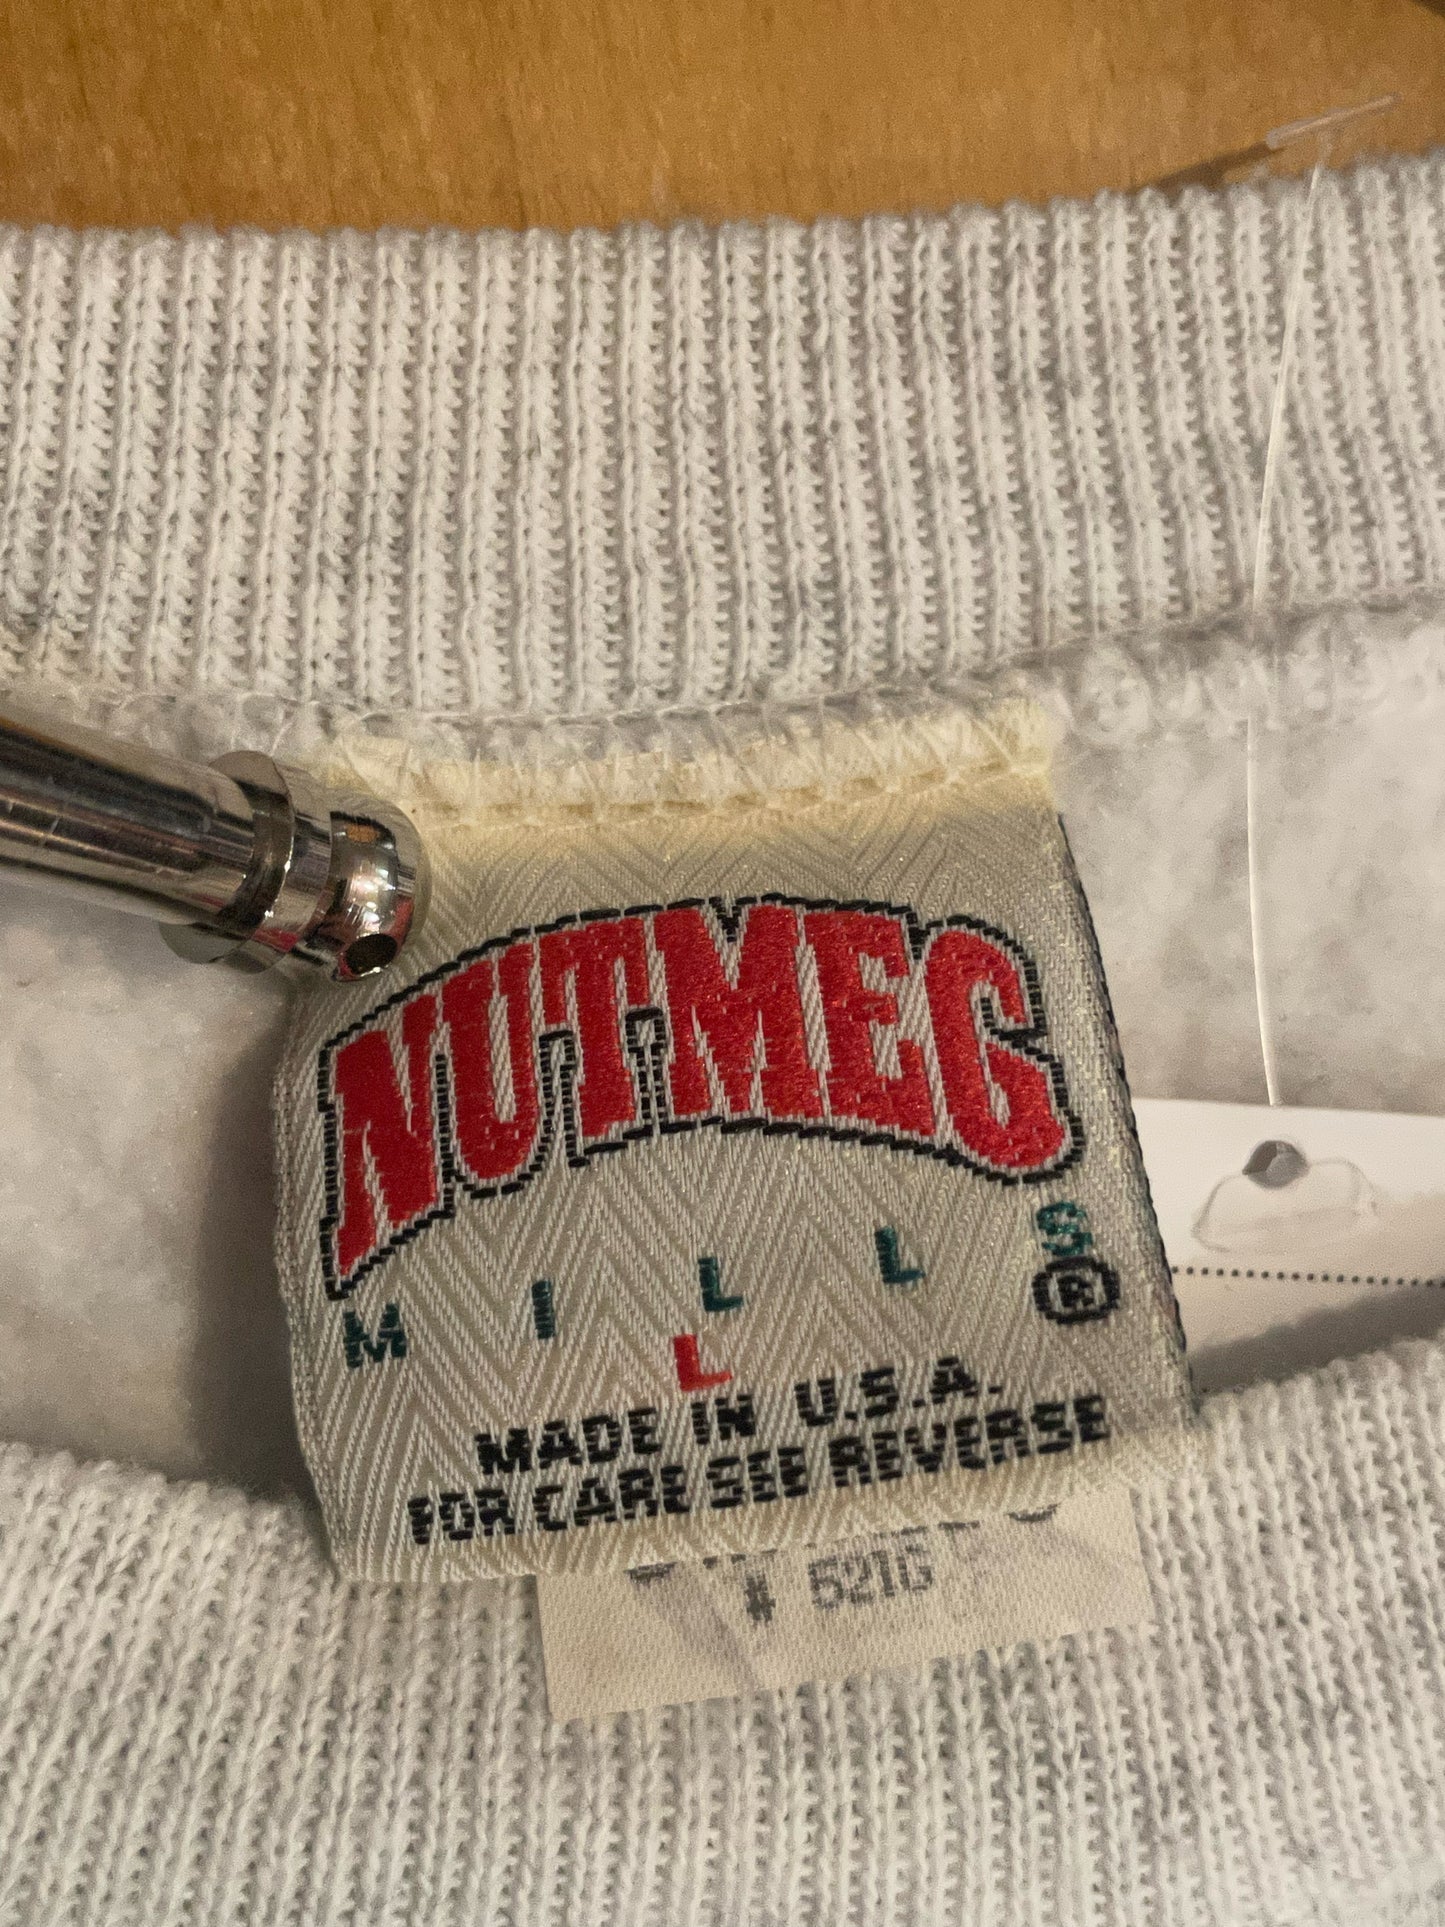 NUTMEG
MILLS ®
L
MADE IN U.S.A.
FOR CARE SEE REVERSE
# 521G